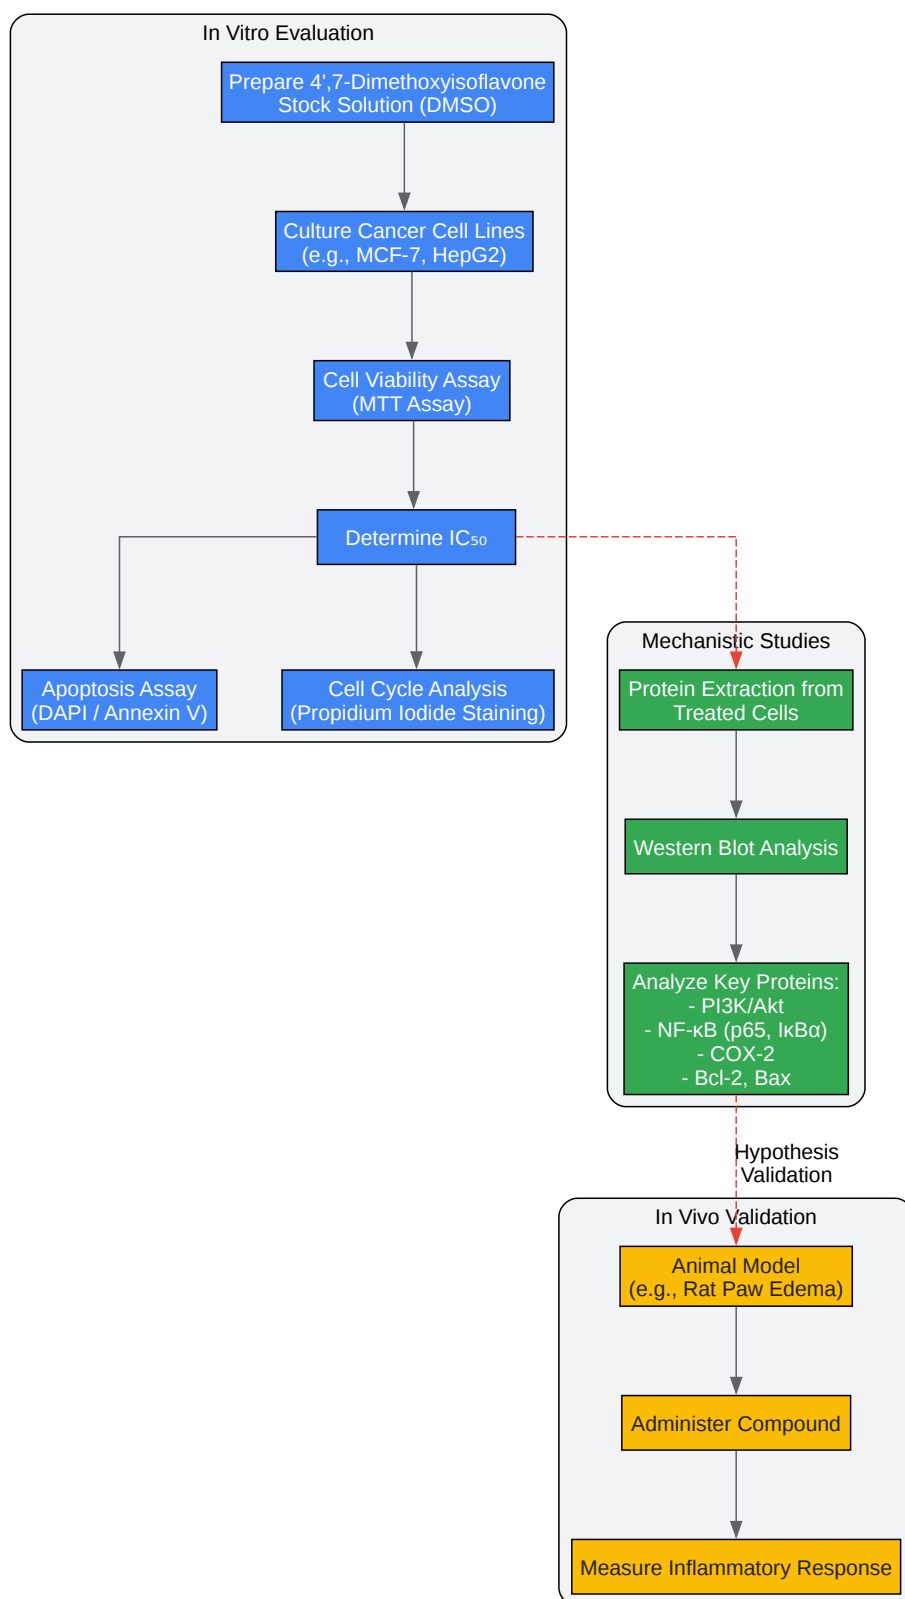 In Vitro Evaluation
Prepare 4',7-Dimethoxyisoflavone
Stock Solution (DMSO)
Culture Cancer Cell Lines
(e.g., MCF-7, HepG2)
Cell Viability Assay
(MTT Assay)
Determine IC₅₀
Apoptosis Assay
(DAPI / Annexin V)
Cell Cycle Analysis
(Propidium Iodide Staining)
Mechanistic Studies
Protein Extraction from
Treated Cells
Western Blot Analysis
Analyze Key Proteins:
- PI3K/Akt
- NF-κB (p65, IκBα)
- COX-2
- Bcl-2, Bax
Hypothesis
Validation
In Vivo Validation
Animal Model
(e.g., Rat Paw Edema)
Administer Compound
Measure Inflammatory Response